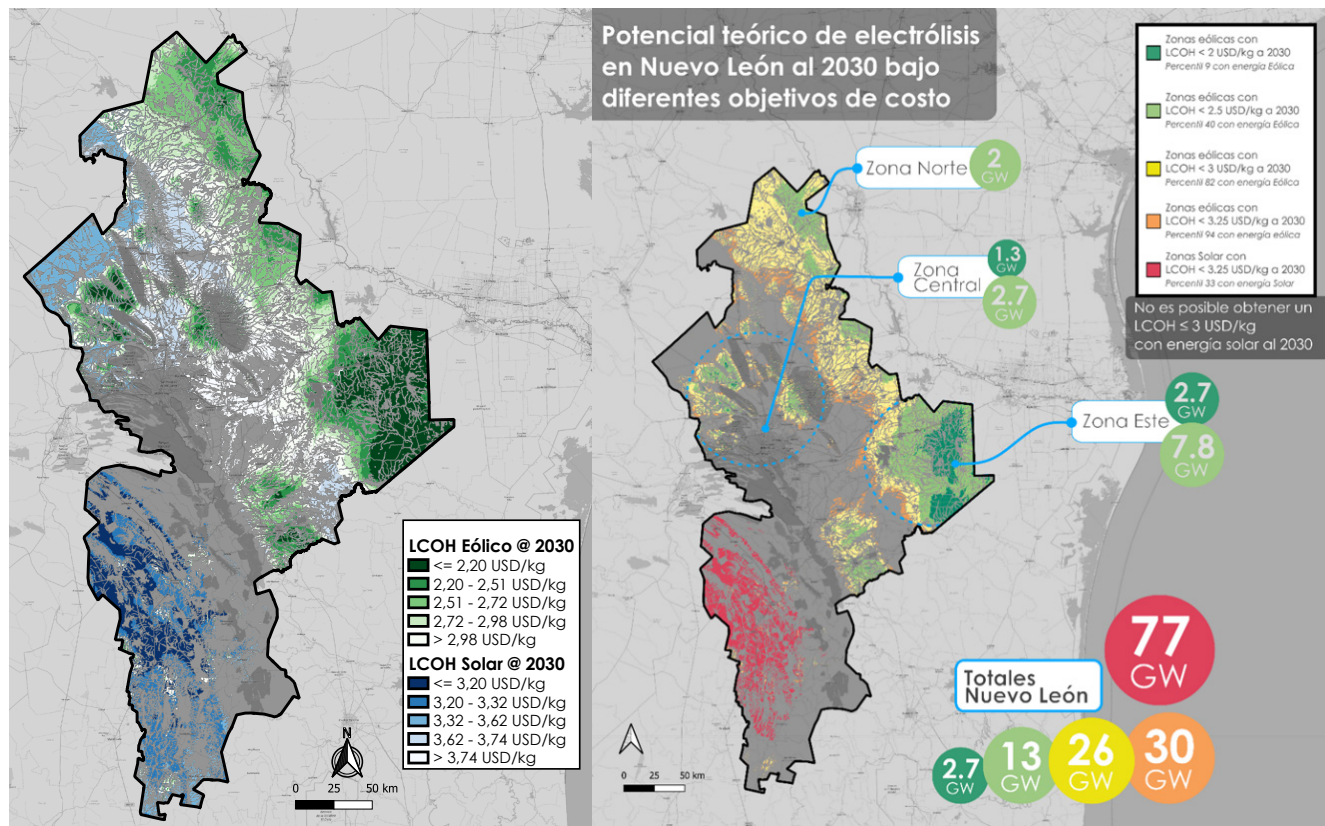 LCOH Eólico @ 2030
<= 2,20 USD/kg
2,20 - 2,51 USD/kg
2,51 - 2,72 USD/kg
2,72 - 2,98 USD/kg
> 2,98 USD/kg
LCOH Solar @ 2030
<= 3,20 USD/kg
3,20 - 3,32 USD/kg
3,32 - 3,62 USD/kg
3,62 - 3,74 USD/kg
> 3,74 USD/kg
N
0 25 50 km
Potencial teórico de electrólisis
en Nuevo León al 2030 bajo
diferentes objetivos de costo
Zonas eólicas con
LCOH < 2 USD/kg a 2030
Percentil 9 con energía Eólica
Zonas eólicas con
LCOH < 2.5 USD/kg a 2030
Percentil 40 con energía Eólica
Zonas eólicas con
LCOH < 3 USD/kg a 2030
Percentil 82 con energía Eólica
Zonas eólicas con
LCOH < 3.25 USD/kg a 2030
Percentil 94 con energía eólica
Zonas Solar con
LCOH < 3.25 USD/kg a 2030
Percentil 33 con energía Solar
No es posible obtener un
LCOH ≤ 3 USD/kg
con energía solar al 2030
Zona Norte
2
GW
Zona
Central
1.3
GW
2.7
GW
Zona Este
2.7
GW
7.8
GW
77
GW
Totales
Nuevo León
2.7
GW
13
GW
26
GW
30
GW
0 25 50 km